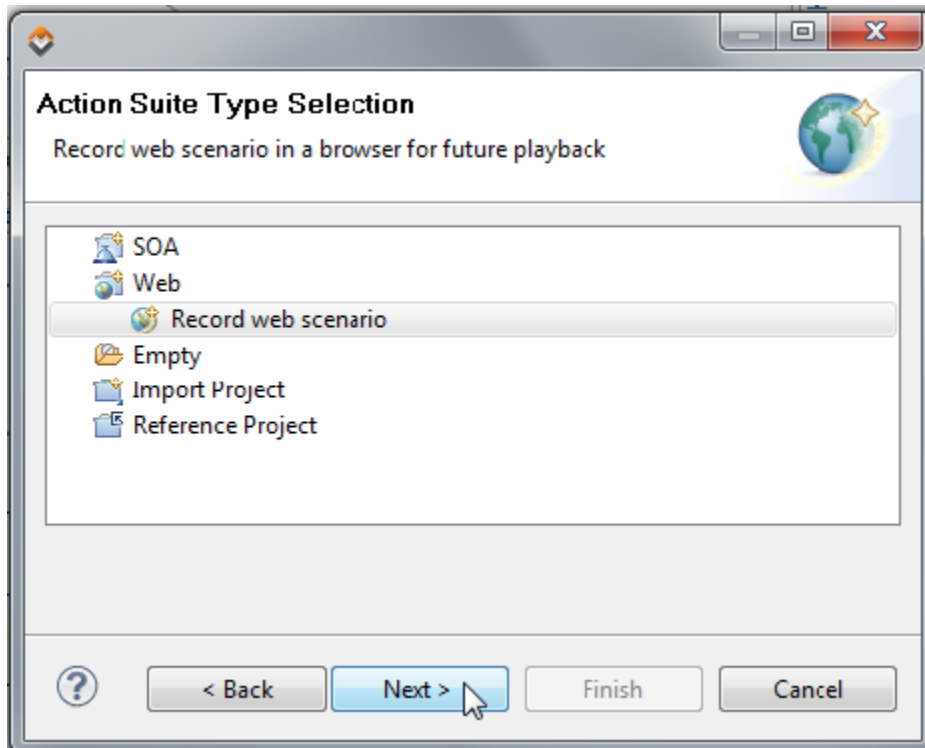 Action Suite Type Selection
Record web scenario in a browser for future playback
SOA
Web
Record web scenario
Empty
Import Project
Reference Project
? < Back Next > Finish Cancel